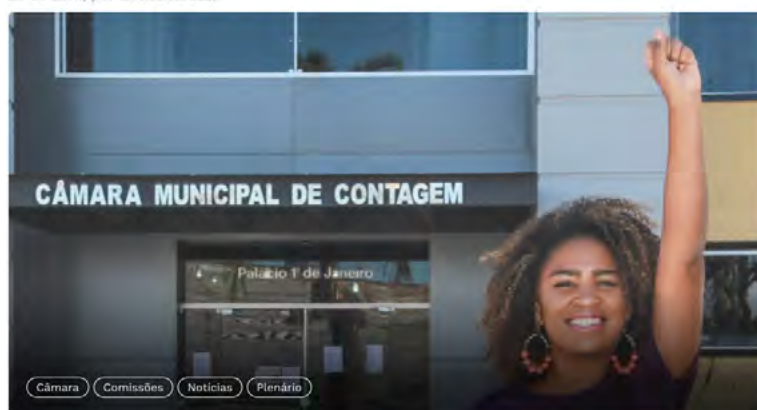 CÂMARA MUNICIPAL DE CONTAGEM
Palácio 1º de Janeiro
Câmara Comissões Notícias Plenário